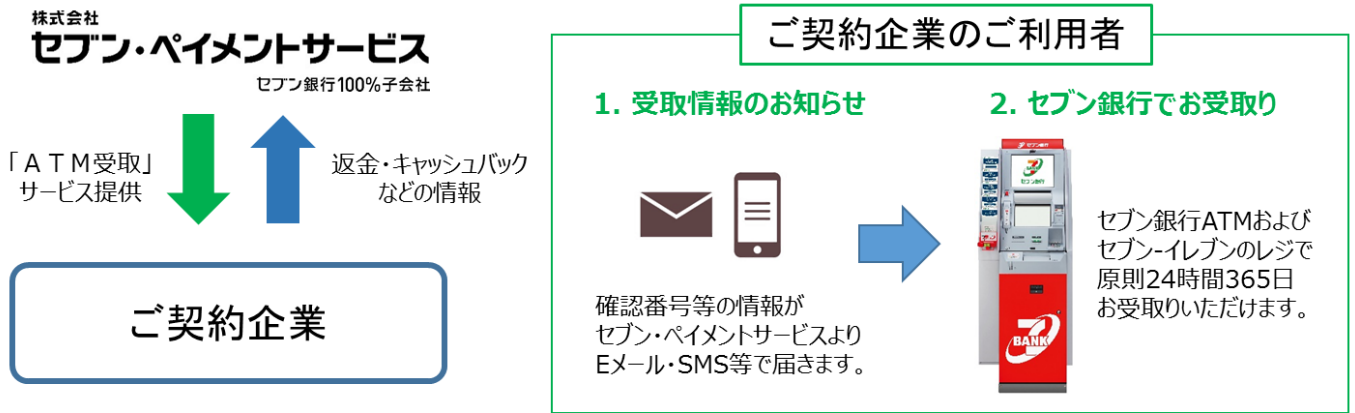 株式会社
セブン・ペイメントサービス
セブン銀行100%子会社
「ATM受取」
サービス提供
返金・キャッシュバック
などの情報
ご契約企業
ご契約企業のご利用者
1. 受取情報のお知らせ
確認番号等の情報が
セブン・ペイメントサービスより
Eメール・SMS等で届きます。
2. セブン銀行でお受取り
セブン銀行
セブン銀行
BANK
セブン銀行ATMおよび
セブン-イレブンのレジで
原則24時間365日
お受取りいただけます。